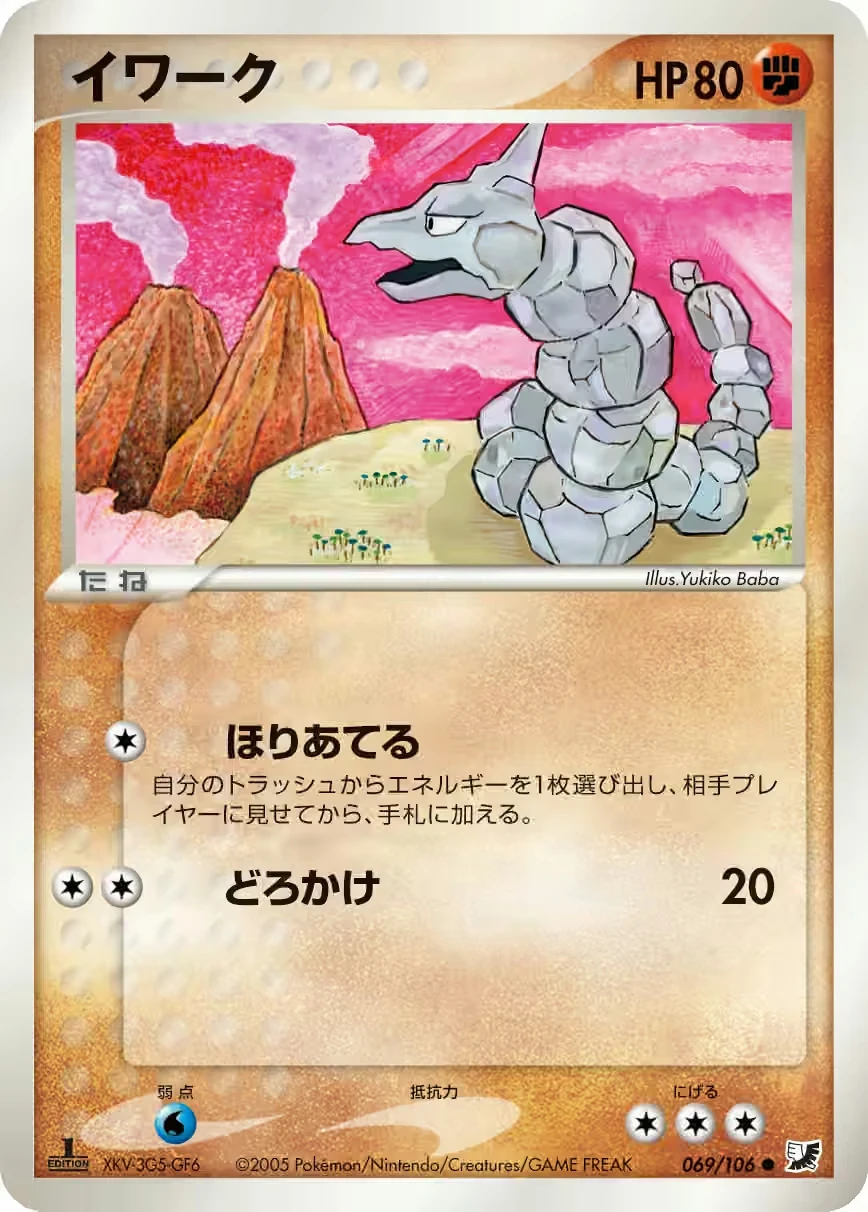 イワーク
HP80
たね
Illus.Yukiko Baba
ほりあてる
自分のトラッシュからエネルギーを1枚選び出し、相手プレ
イヤーに見せてから、手札に加える。
どろかけ 20
弱点 抵抗力 にげる
1 EDITION XKV-3G5-GF6 ©2005 Pokémon/Nintendo/Creatures/GAME FREAK 069/106